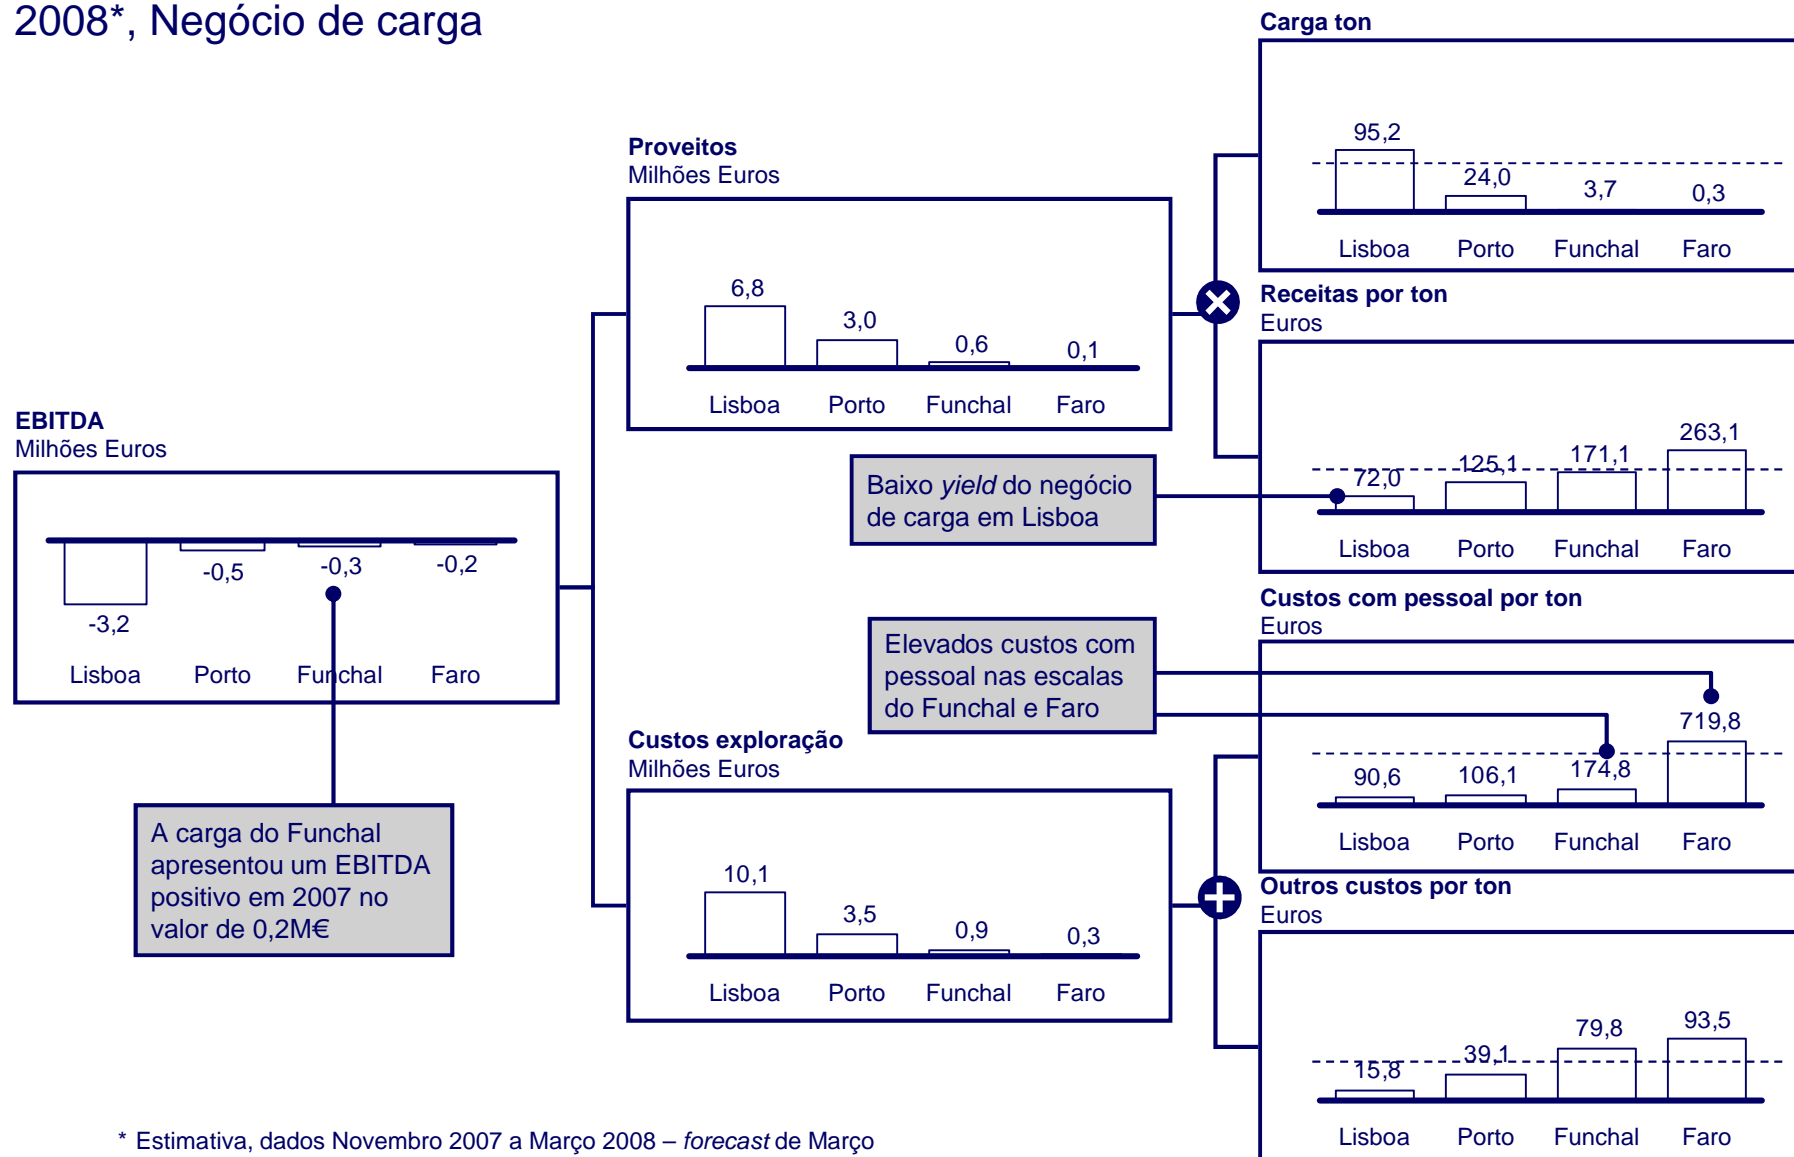 2008*, Negócio de carga
EBITDA
Milhões Euros
-3,2
-0,5
-0,3
-0,2
Lisboa Porto Funchal Faro
A carga do Funchal
apresentou um EBITDA
positivo em 2007 no
valor de 0,2M€
Proveitos
Milhões Euros
6,8
3,0
0,6
0,1
Lisboa Porto Funchal Faro
Baixo yield do negócio
de carga em Lisboa
Elevados custos com
pessoal nas escalas
do Funchal e Faro
Custos exploração
Milhões Euros
10,1
3,5
0,9
0,3
Lisboa Porto Funchal Faro
Carga ton
95,2
24,0
3,7
0,3
Lisboa Porto Funchal Faro
Receitas por ton
Euros
72,0
125,1
171,1
263,1
Lisboa Porto Funchal Faro
Custos com pessoal por ton
Euros
90,6
106,1
174,8
719,8
Lisboa Porto Funchal Faro
Outros custos por ton
Euros
15,8
39,1
79,8
93,5
Lisboa Porto Funchal Faro
* Estimativa, dados Novembro 2007 a Março 2008 – forecast de Março